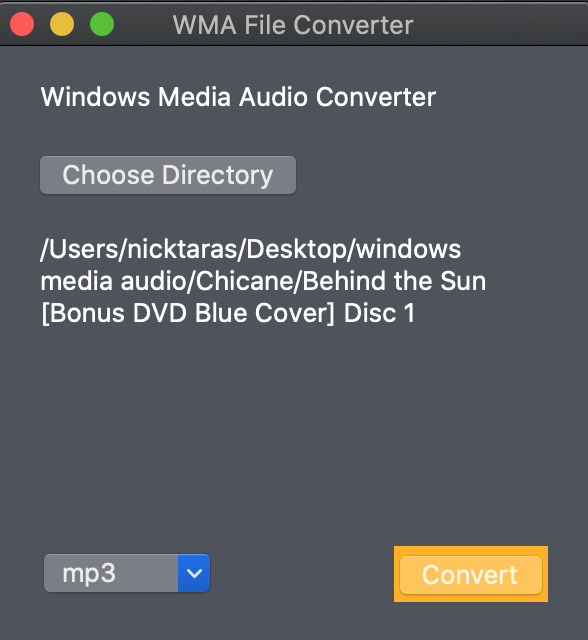 WMA File Converter
Windows Media Audio Converter
Choose Directory
/Users/nicktaras/Desktop/windows
media audio/Chicane/Behind the Sun
[Bonus DVD Blue Cover] Disc 1
mp3
Convert